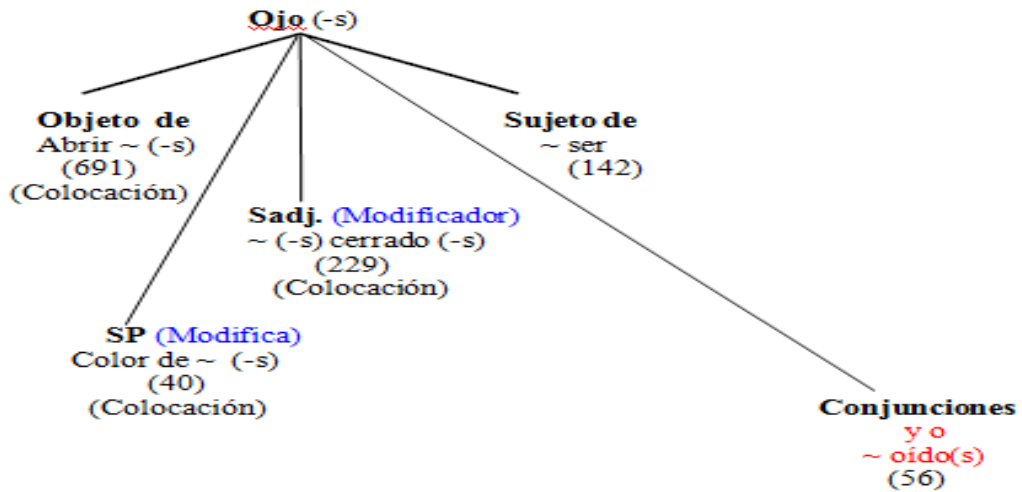 Ojo (-s)
Objeto de
Abrir ~ (-s)
(691)
(Colocación)
Sujeto de
~ ser
(142)
Sadj. (Modificador)
~ (-s) cerrado (-s)
(229)
(Colocación)
SP (Modifica)
Color de ~ (-s)
(40)
(Colocación)
Conjunciones
y o
~ oído(s)
(56)